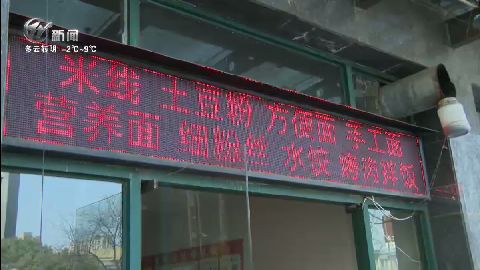 新闻
多云转阴 -2℃~9℃
米线 土豆粉 方便面 手工面
营养面 细粉丝 水饺 烤肉拌饭